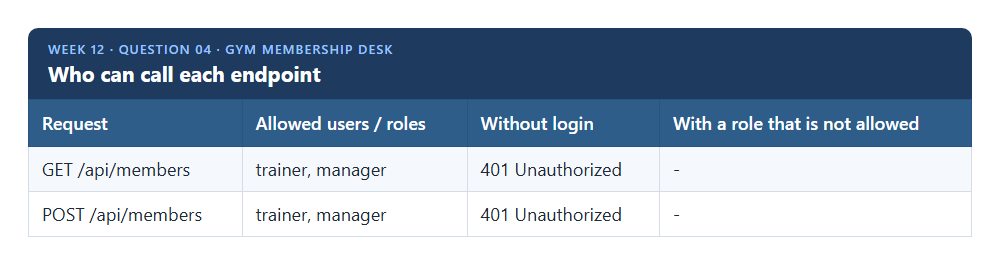 WEEK 12 · QUESTION 04 · GYM MEMBERSHIP DESK
Who can call each endpoint
Request Allowed users / roles Without login With a role that is not allowed
GET /api/members trainer, manager 401 Unauthorized -
POST /api/members trainer, manager 401 Unauthorized -